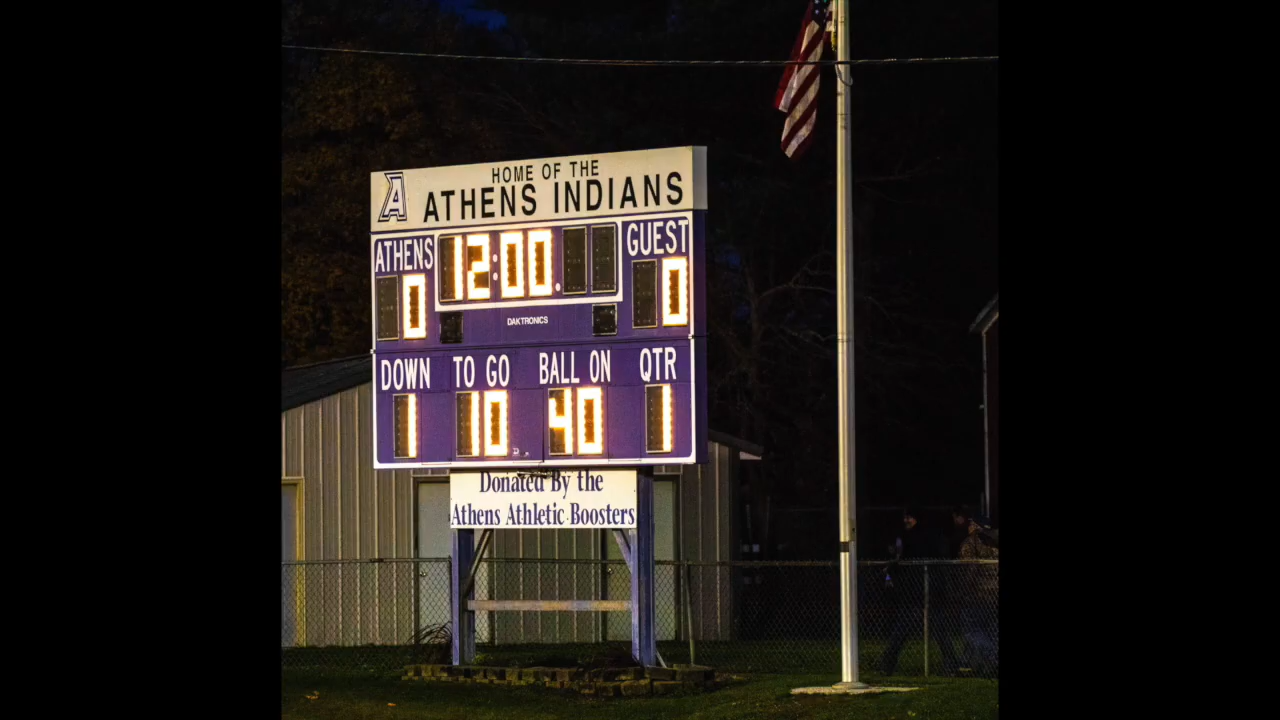 HOME OF THE
A ATHENS INDIANS
ATHENS 12:00. GUEST
0 0
DAKTRONICS
DOWN TO GO BALL ON QTR
1 10 40 1
Donated By the
Athens Athletic Boosters